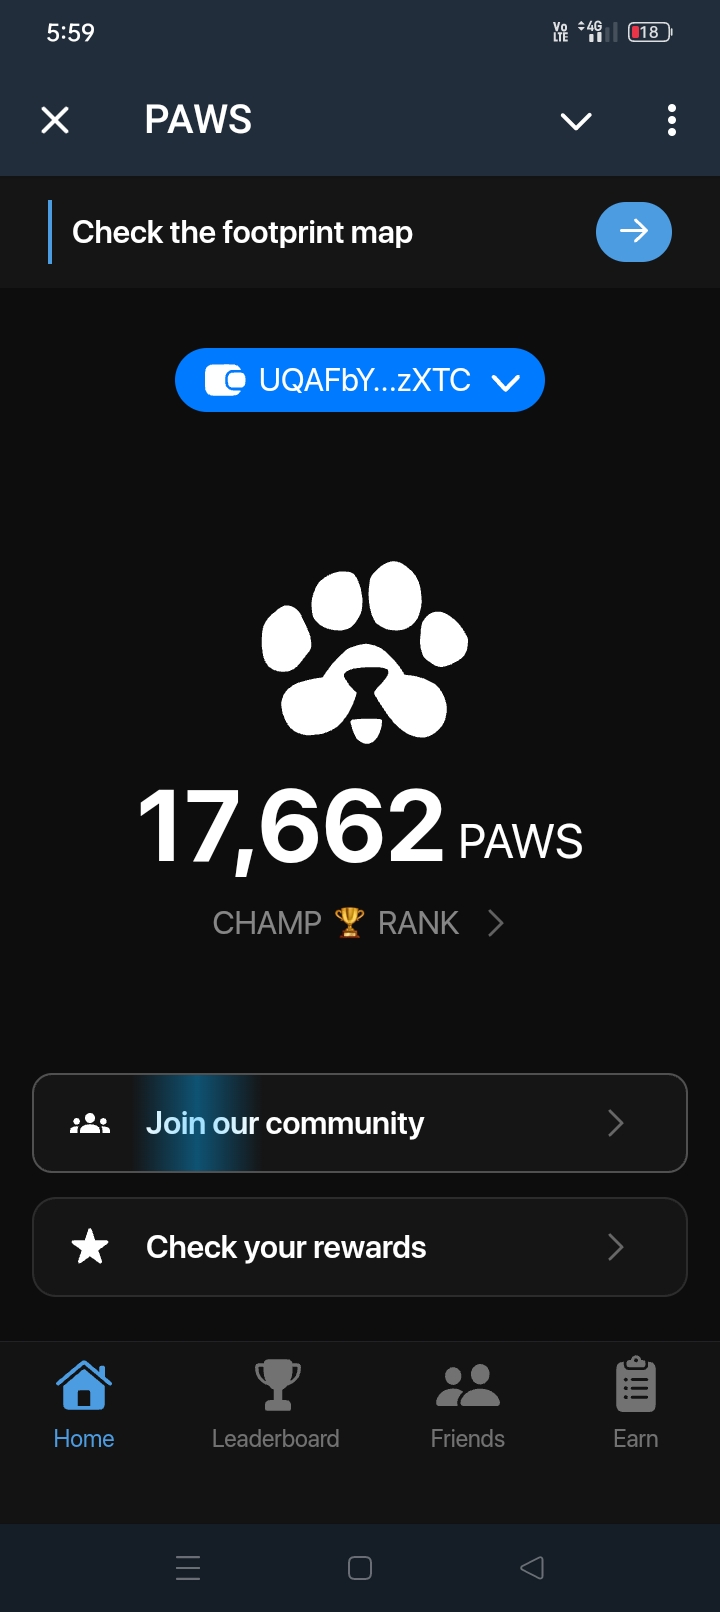 5:59
Vo LTE 4G 18
PAWS
Check the footprint map
UQAFbY...zXTC
17,662 PAWS
CHAMP 🏆 RANK
Join our community
Check your rewards
Home Leaderboard Friends Earn